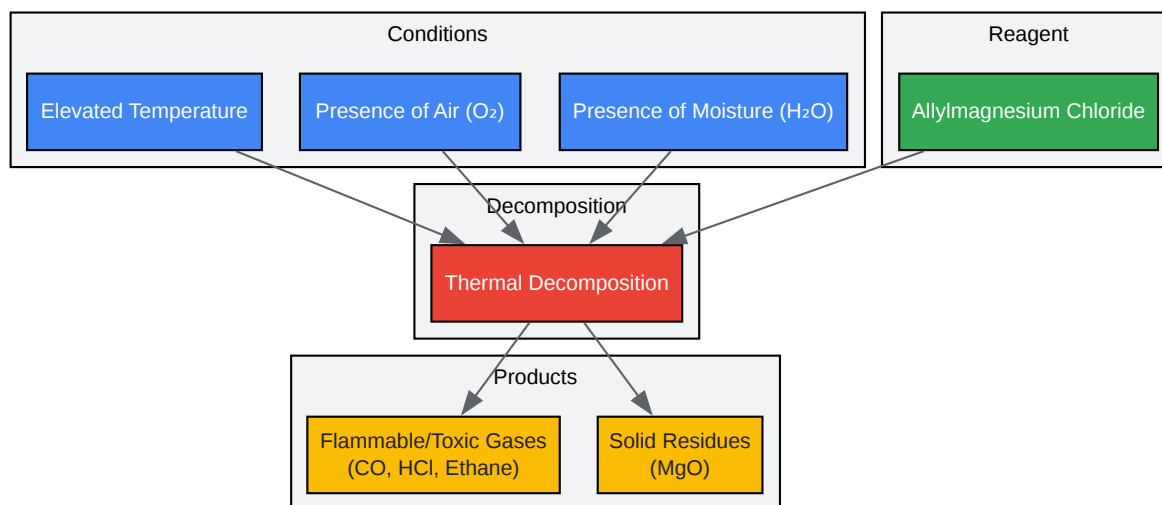 Conditions
Reagent
Elevated Temperature
Presence of Air (O₂)
Presence of Moisture (H₂O)
Allylmagnesium Chloride
Decomposition
Thermal Decomposition
Products
Flammable/Toxic Gases
(CO, HCl, Ethane)
Solid Residues
(MgO)